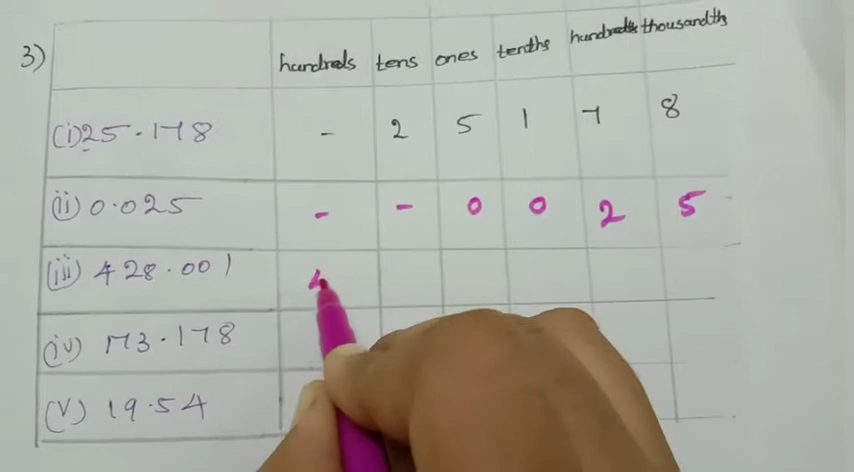 3)
hundreds tens ones tenths hundredths thousandths
(i) 25.178 - 2 5 1 7 8
(ii) 0.025 - - 0 0 2 5
(iii) 428.001
(iv) 173.178
(v) 19.54